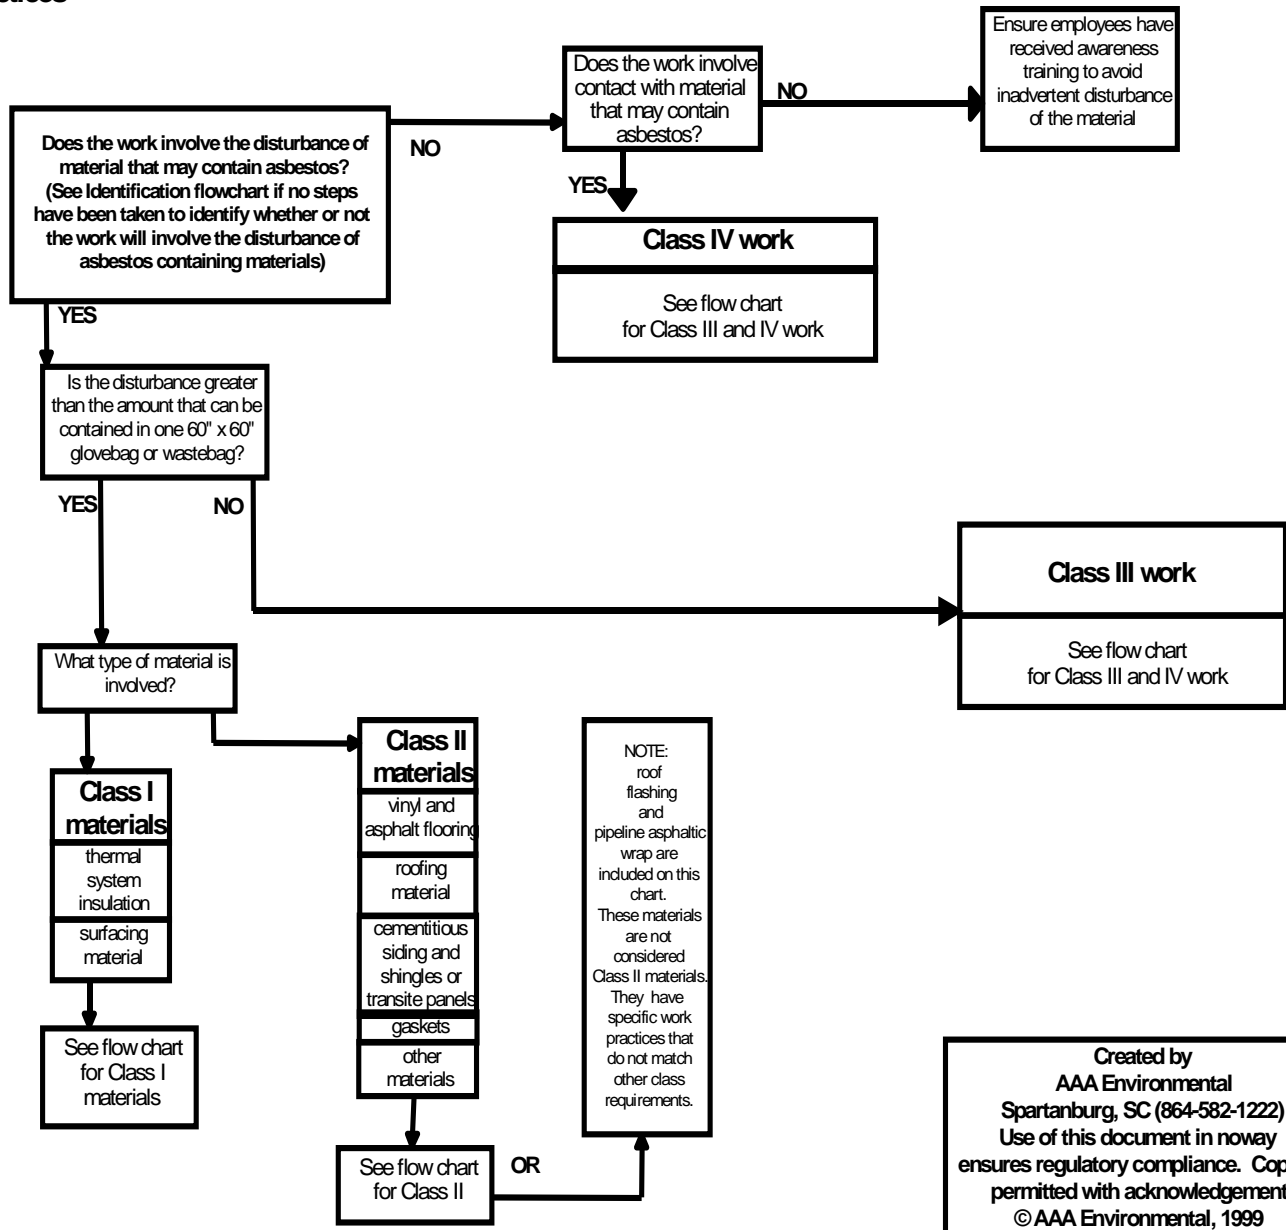 Ensure employees have
received awareness
training to avoid
inadvertent disturbance
of the material
Does the work involve
contact with material
that may contain
asbestos?
NO
Does the work involve the disturbance of
material that may contain asbestos?
(See Identification flowchart if no steps
have been taken to identify whether or not
the work will involve the disturbance of
asbestos containing materials)
NO
YES
Class IV work
See flow chart
for Class III and IV work
YES
Is the disturbance greater
than the amount that can be
contained in one 60" x 60"
glovebag or wastebag?
YES
NO
Class III work
See flow chart
for Class III and IV work
What type of material is
involved?
Class I
materials
thermal
system
insulation
surfacing
material
See flow chart
for Class I
materials
Class II
materials
vinyl and
asphalt flooring
roofing
material
cementitious
siding and
shingles or
transite panels
gaskets
other
materials
See flow chart
for Class II
OR
NOTE:
roof
flashing
and
pipeline asphaltic
wrap are
included on this
chart.
These materials
are not
considered
Class II materials.
They have
specific work
practices that
do not match
other class
requirements.
Created by
AAA Environmental
Spartanburg, SC (864-582-1222)
Use of this document in noway
ensures regulatory compliance. Cop
permitted with acknowledgement
© AAA Environmental, 1999